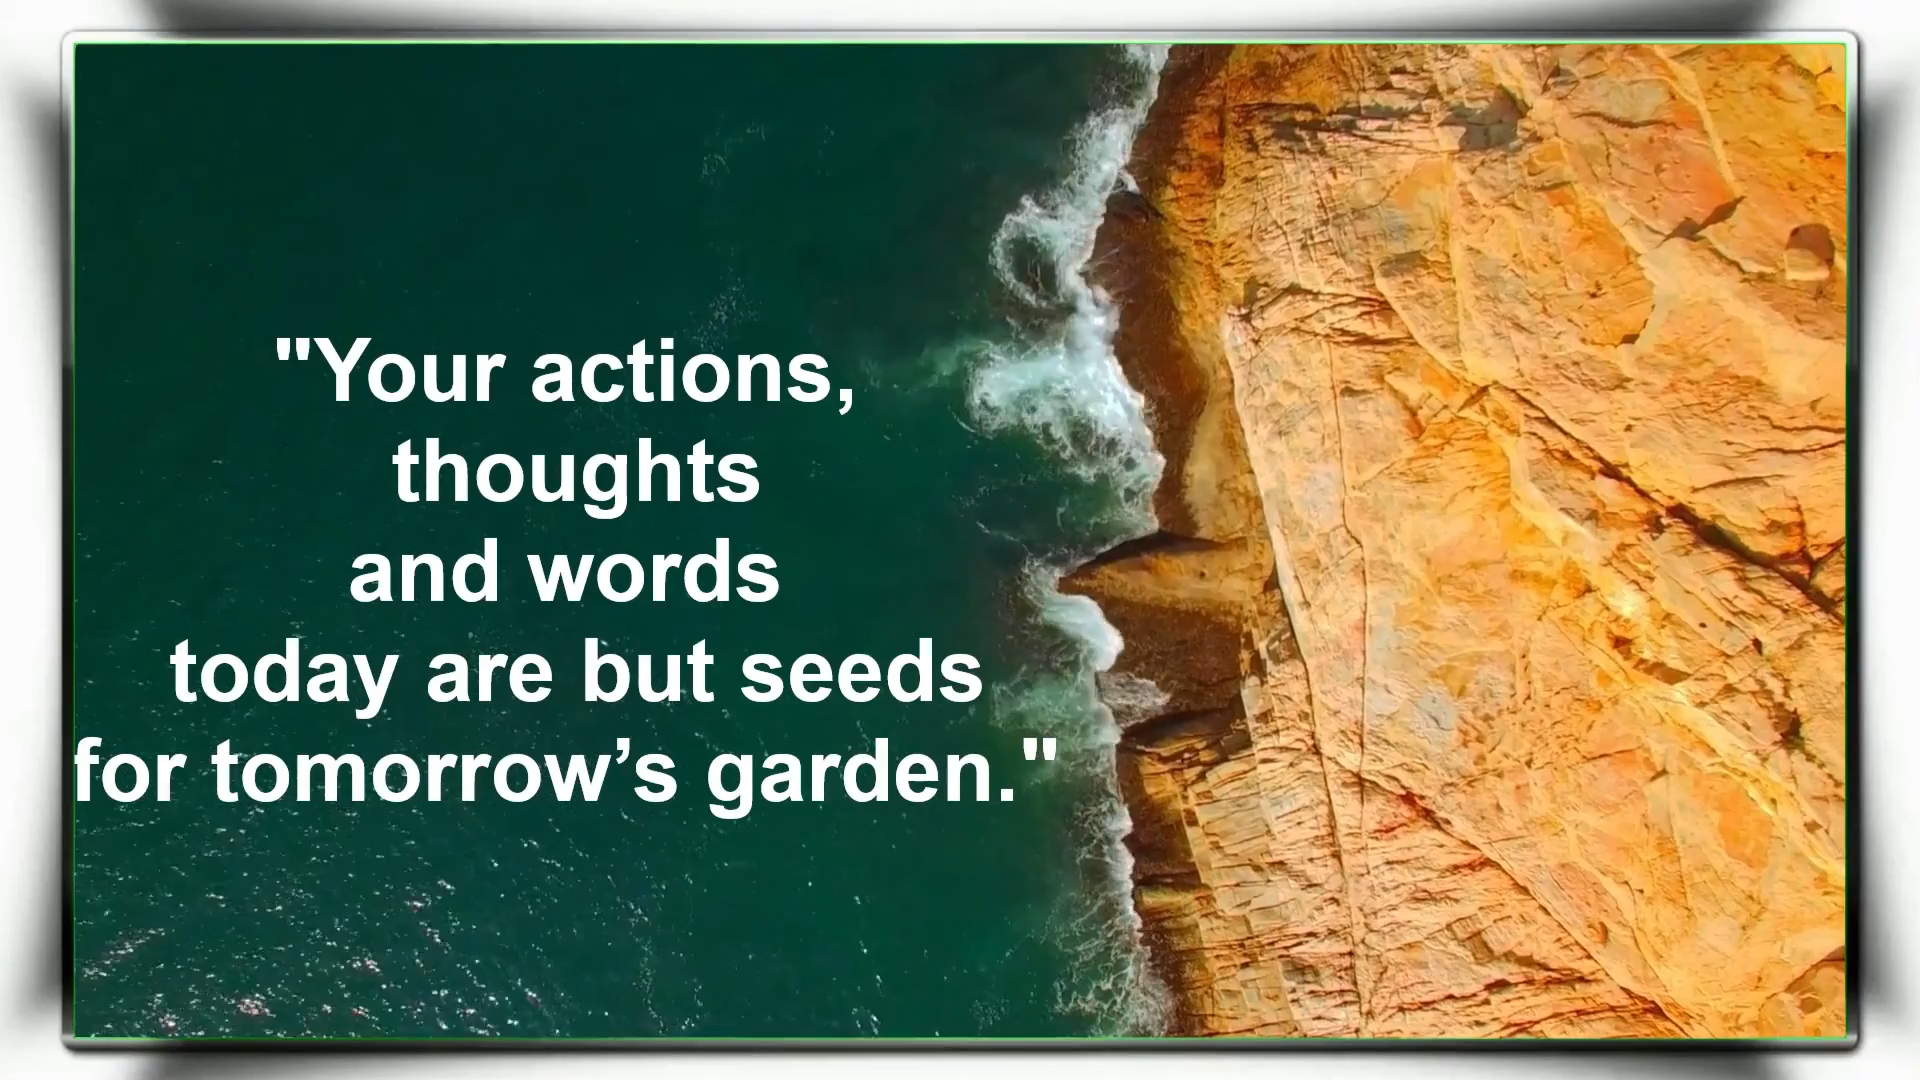 "Your actions,
thoughts
and words
today are but seeds
for tomorrow’s garden."